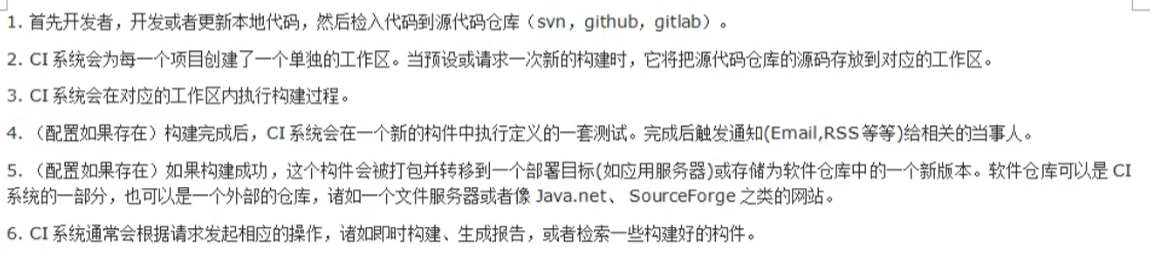 1. 首先开发者，开发或者更新本地代码，然后检入代码到源代码仓库（svn，github，gitlab）。
2. CI 系统会为每一个项目创建了一个单独的工作区。当预设或请求一次新的构建时，它将把源代码仓库的源码存放到对应的工作区。
3. CI 系统会在对应的工作区内执行构建过程。
4. （配置如果存在）构建完成后，CI 系统会在一个新的构件中执行定义的一套测试。完成后触发通知(Email,RSS 等等)给相关的当事人。
5. （配置如果存在）如果构建成功，这个构件会被打包并转移到一个部署目标(如应用服务器)或存储为软件仓库中的一个新版本。软件仓库可以是 CI
系统的一部分，也可以是一个外部的仓库，诸如一个文件服务器或者像 Java.net、 SourceForge 之类的网站。
6. CI 系统通常会根据请求发起相应的操作，诸如即时构建、生成报告，或者检索一些构建好的构件。